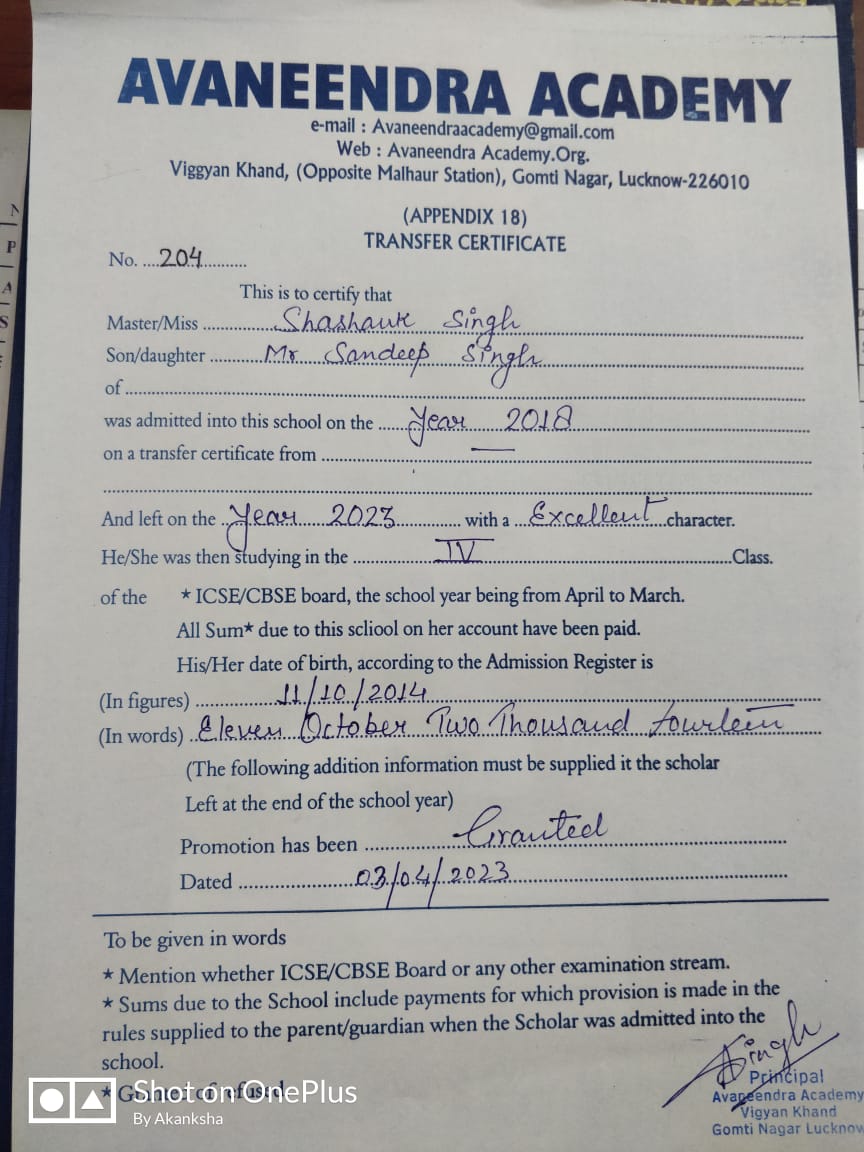 AVANEENDRA ACADEMY
e-mail : Avaneendraacademy@gmail.com
Web : Avaneendra Academy.Org.
Viggyan Khand, (Opposite Malhaur Station), Gomti Nagar, Lucknow-226010
(APPENDIX 18)
TRANSFER CERTIFICATE
No. ....204..........
This is to certify that
Master/Miss ............Shashank Singh
Son/daughter ..........Mr Sandeep Singh
of ..........
was admitted into this school on the ......Year 2018
on a transfer certificate from .......... —
And left on the ..Year 2023............ with a ...Excellent...character.
He/She was then studying in the ..........IV..........Class.
of the * ICSE/CBSE board, the school year being from April to March.
All Sum* due to this scliool on her account have been paid.
His/Her date of birth, according to the Admission Register is
(In figures) ..........11/10/2014
(In words) ..Eleven October Two Thousand fourteen
(The following addition information must be supplied it the scholar
Left at the end of the school year)
Promotion has been ..........Granted
Dated ..........03/04/2023
To be given in words
* Mention whether ICSE/CBSE Board or any other examination stream.
* Sums due to the School include payments for which provision is made in the
rules supplied to the parent/guardian when the Scholar was admitted into the
school.
* of refused
Singh
Principal
Avaneendra Academy
Vigyan Khand
Gomti Nagar Lucknow
Shot on OnePlus
By Akanksha